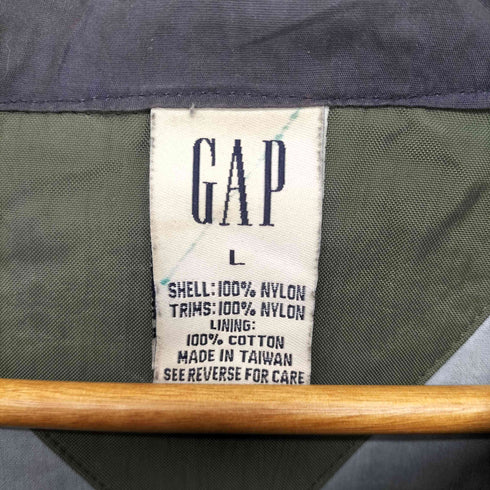 GAP
L
SHELL: 100% NYLON
TRIMS: 100% NYLON
LINING:
100% COTTON
MADE IN TAIWAN
SEE REVERSE FOR CARE